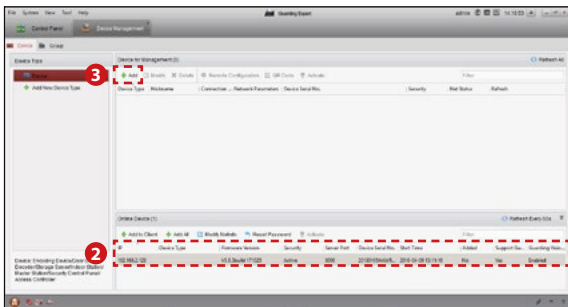 File System View Tool Help
Guarding Expert
admin
Control Panel
Device Management
Device Group
Device Type
Device for Management (0)
Refresh All
Device
3
Add Modify Delete Remote Configuration QR Code Activate
Filter
Add New Device Type
Device Type Nickname Connection ... Network Parameters Device Serial No. Security Net Status Refresh
Online Device (1)
Refresh Every 60s
Add to Client Add All Modify Netinfo Reset Password Activate
Filter
2
IP Device Type Firmware Version Security Server Port Device Serial No. Start Time Added Support Gu... Guarding Visio...
Active 8000 No Yes Enabled
Device: Encoding Device/
Decoder/Storage Server/Indoor Station/
Master Station/Security Control Panel/
Access Controller